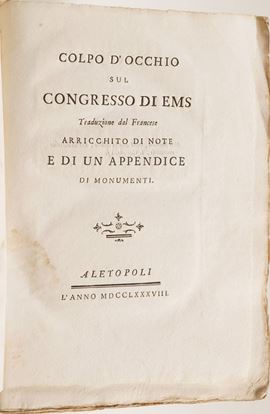 COLPO D'OCCHIO
SUL
CONGRESSO DI EMS
Traduzione dal Francese
ARRICCHITO DI NOTE
E DI UN APPENDICE
DI MONUMENTI.
ALETOPOLI
L'ANNO MDCCLXXXVIII.